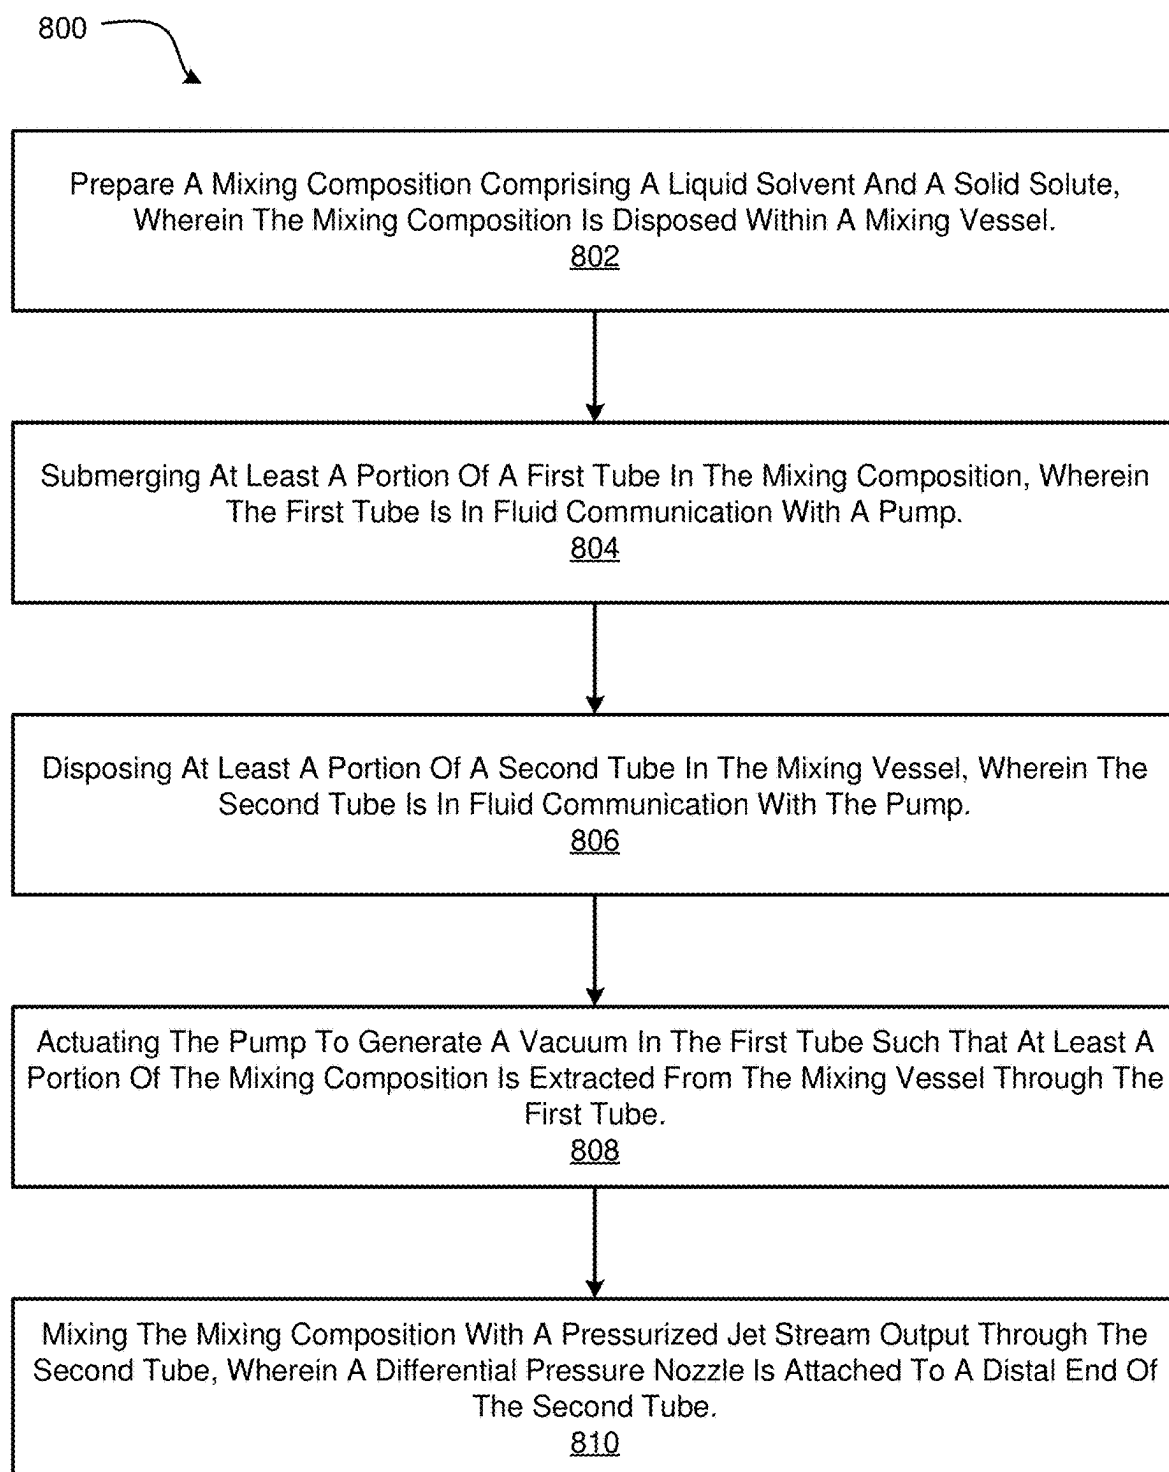 800
Prepare A Mixing Composition Comprising A Liquid Solvent And A Solid Solute,
Wherein The Mixing Composition Is Disposed Within A Mixing Vessel.
802
Submerging At Least A Portion Of A First Tube In The Mixing Composition, Wherein
The First Tube Is In Fluid Communication With A Pump.
804
Disposing At Least A Portion Of A Second Tube In The Mixing Vessel, Wherein The
Second Tube Is In Fluid Communication With The Pump.
806
Actuating The Pump To Generate A Vacuum In The First Tube Such That At Least A
Portion Of The Mixing Composition Is Extracted From The Mixing Vessel Through The
First Tube.
808
Mixing The Mixing Composition With A Pressurized Jet Stream Output Through The
Second Tube, Wherein A Differential Pressure Nozzle Is Attached To A Distal End Of
The Second Tube.
810